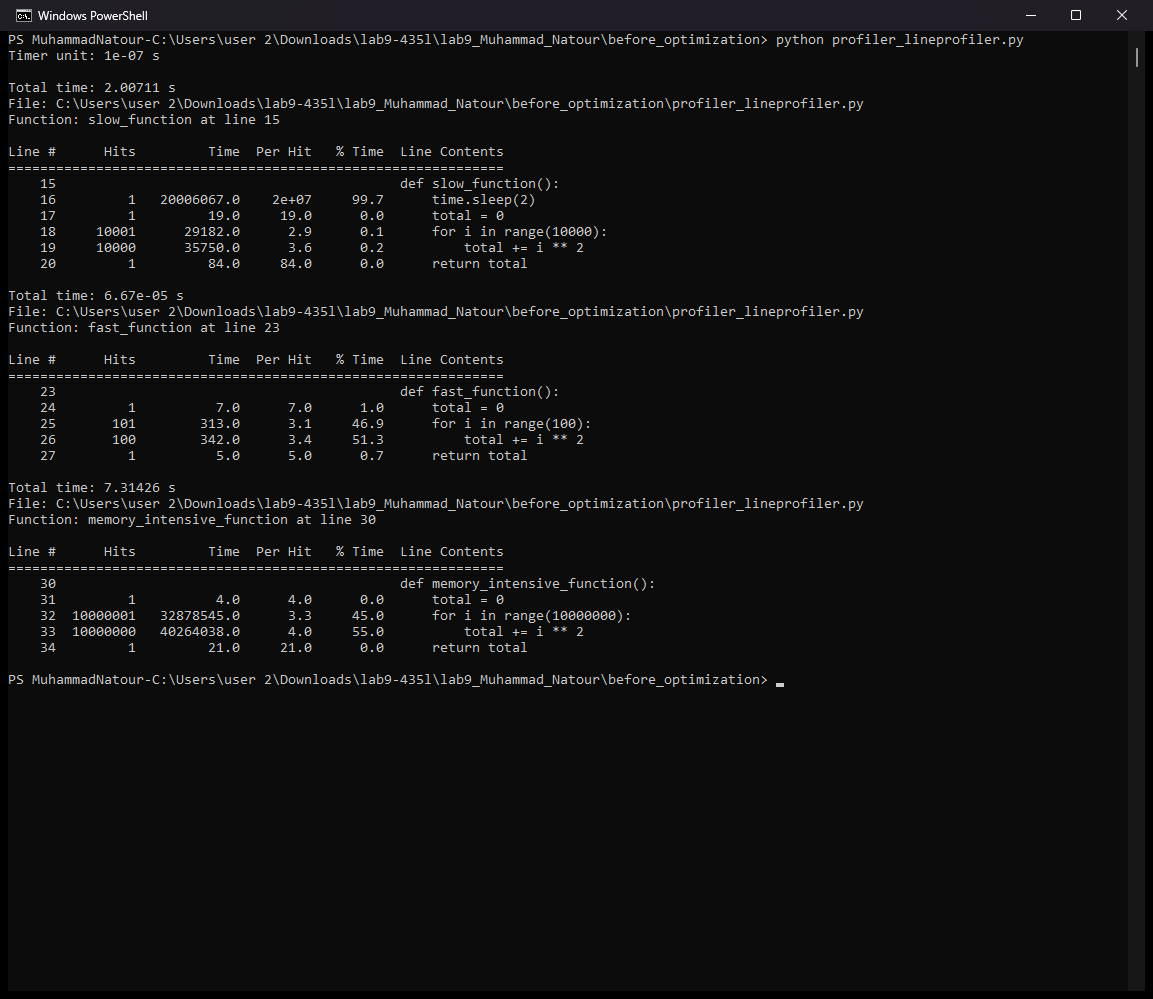 Windows PowerShell
PS MuhammadNatour-C:\Users\user 2\Downloads\lab9-435l\lab9_Muhammad_Natour\before_optimization> python profiler_lineprofiler.py
Timer unit: 1e-07 s

Total time: 2.00711 s
File: C:\Users\user 2\Downloads\lab9-435l\lab9_Muhammad_Natour\before_optimization\profiler_lineprofiler.py
Function: slow_function at line 15

Line #      Hits         Time  Per Hit   % Time  Line Contents
==============================================================
    15                                           def slow_function():
    16         1   20006067.0    2e+07     99.7      time.sleep(2)
    17         1         19.0     19.0      0.0      total = 0
    18     10001      29182.0      2.9      0.1      for i in range(10000):
    19     10000      35750.0      3.6      0.2          total += i ** 2
    20         1         84.0     84.0      0.0      return total

Total time: 6.67e-05 s
File: C:\Users\user 2\Downloads\lab9-435l\lab9_Muhammad_Natour\before_optimization\profiler_lineprofiler.py
Function: fast_function at line 23

Line #      Hits         Time  Per Hit   % Time  Line Contents
==============================================================
    23                                           def fast_function():
    24         1          7.0      7.0      1.0      total = 0
    25       101        313.0      3.1     46.9      for i in range(100):
    26       100        342.0      3.4     51.3          total += i ** 2
    27         1          5.0      5.0      0.7      return total

Total time: 7.31426 s
File: C:\Users\user 2\Downloads\lab9-435l\lab9_Muhammad_Natour\before_optimization\profiler_lineprofiler.py
Function: memory_intensive_function at line 30

Line #      Hits         Time  Per Hit   % Time  Line Contents
==============================================================
    30                                           def memory_intensive_function():
    31         1          4.0      4.0      0.0      total = 0
    32  10000001   32878545.0      3.3     45.0      for i in range(10000000):
    33  10000000   40264038.0      4.0     55.0          total += i ** 2
    34         1         21.0     21.0      0.0      return total

PS MuhammadNatour-C:\Users\user 2\Downloads\lab9-435l\lab9_Muhammad_Natour\before_optimization>